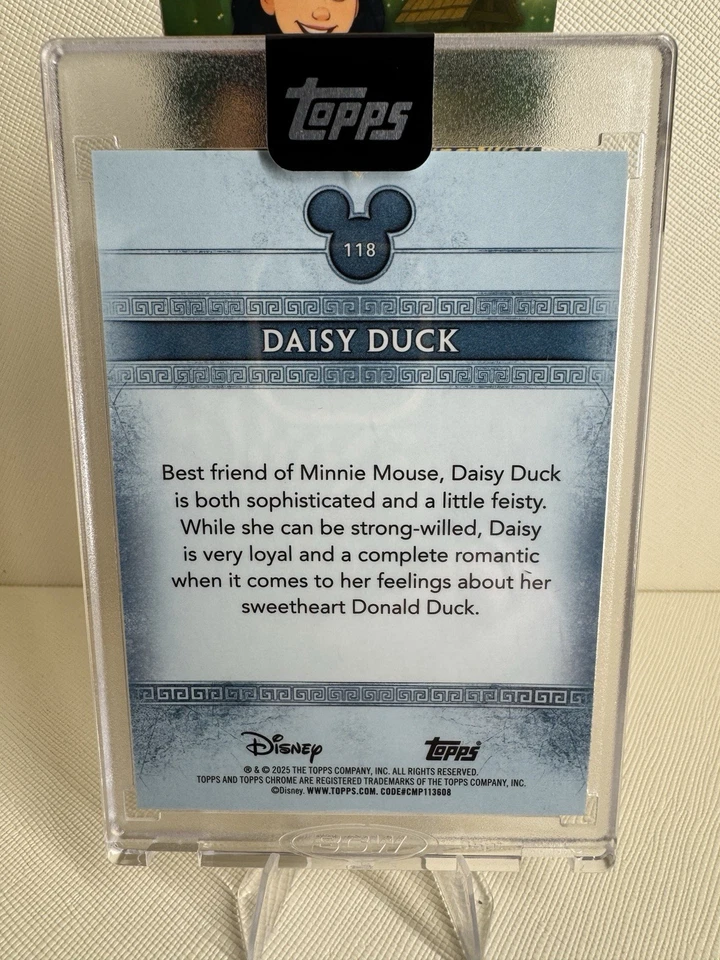 TOPPS
118
DAISY DUCK
Best friend of Minnie Mouse, Daisy Duck
is both sophisticated and a little feisty.
While she can be strong-willed, Daisy
is very loyal and a complete romantic
when it comes to her feelings about her
sweetheart Donald Duck.
Disney TOPPS
® & © 2025 THE TOPPS COMPANY, INC. ALL RIGHTS RESERVED.
TOPPS AND TOPPS CHROME ARE REGISTERED TRADEMARKS OF THE TOPPS COMPANY, INC.
©Disney. WWW.TOPPS.COM. CODE#CMP113608